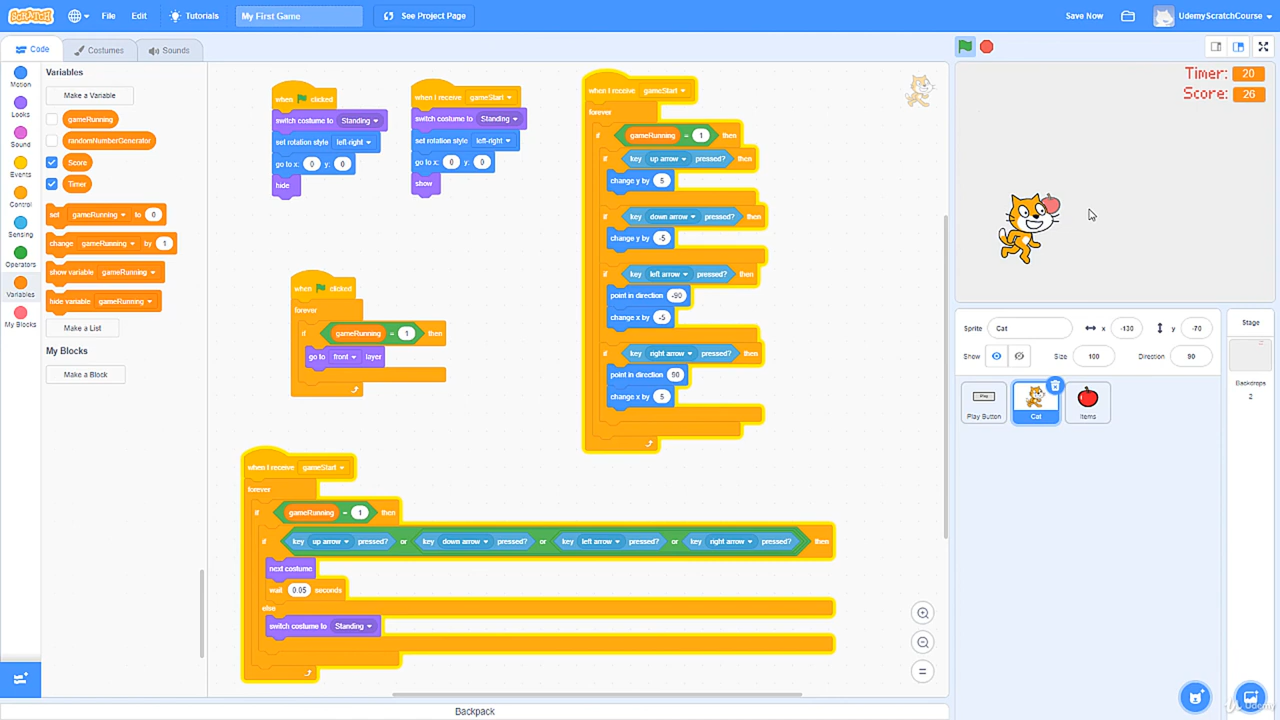 SCRATCH File Edit Tutorials My First Game See Project Page Save Now UdemyScratchCourse
Code Costumes Sounds
Motion
Looks
Sound
Events
Control
Sensing
Operators
Variables
My Blocks
Variables
Make a Variable
gameRunning
randomNumberGenerator
Score
Timer
set gameRunning to 0
change gameRunning by 1
show variable gameRunning
hide variable gameRunning
Make a List
My Blocks
Make a Block
when clicked
switch costume to Standing
set rotation style left-right
go to x: 0 y: 0
hide
when I receive gameStart
switch costume to Standing
set rotation style left-right
go to x: 0 y: 0
show
when clicked
forever
if gameRunning = 1 then
go to front layer
when I receive gameStart
forever
if gameRunning = 1 then
if key up arrow pressed? then
change y by 5
if key down arrow pressed? then
change y by -5
if key left arrow pressed? then
point in direction -90
change x by -5
if key right arrow pressed? then
point in direction 90
change x by 5
when I receive gameStart
forever
if gameRunning = 1 then
if key up arrow pressed? or key down arrow pressed? or key left arrow pressed? or key right arrow pressed? then
next costume
wait 0.05 seconds
else
switch costume to Standing
Timer: 20
Score: 26
Sprite Cat x -130 y -70
Show Size 100 Direction 90
Play
Play Button
Cat
Items
Stage
Backdrops
2
Backpack
Udemy